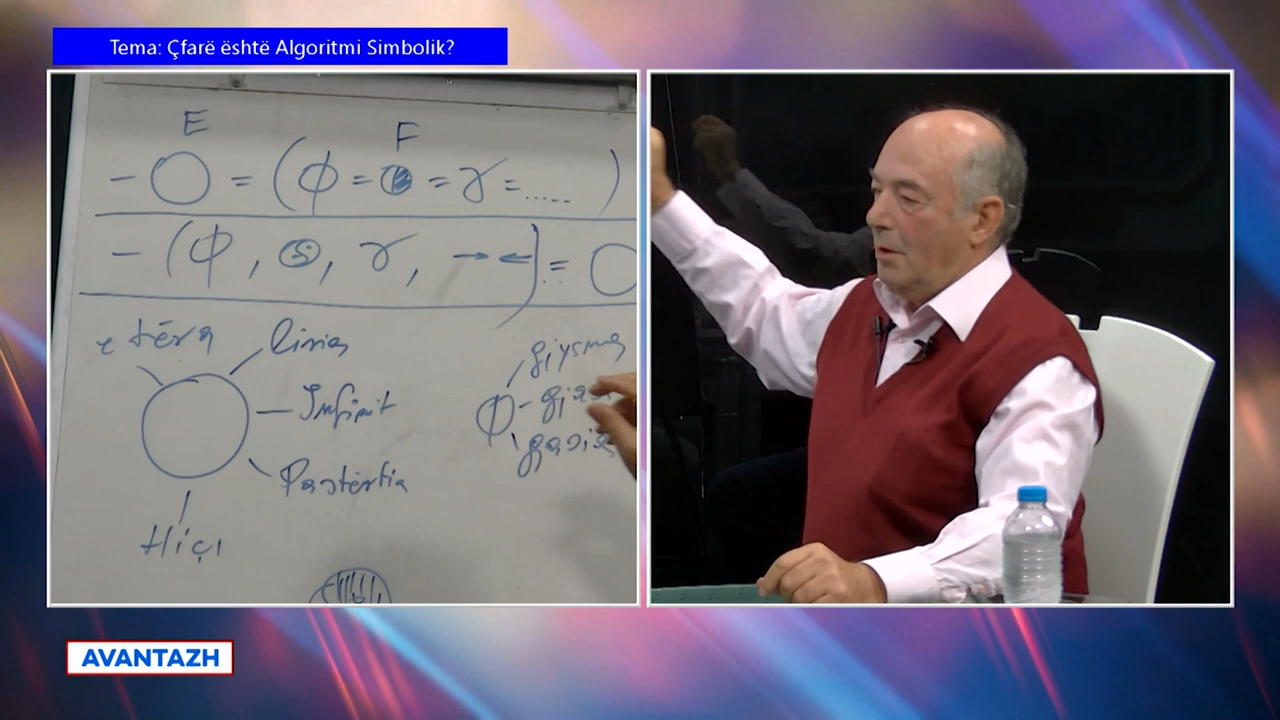 Tema: Çfarë është Algoritmi Simbolik?
E
F
- ○ = (φ = = γ = ..... )
- (φ, Ⓢ, γ, →←) = ○
e tëra
linia
Infinit
Pastërtia
Hiçi
gjysma
φ
AVANTAZH